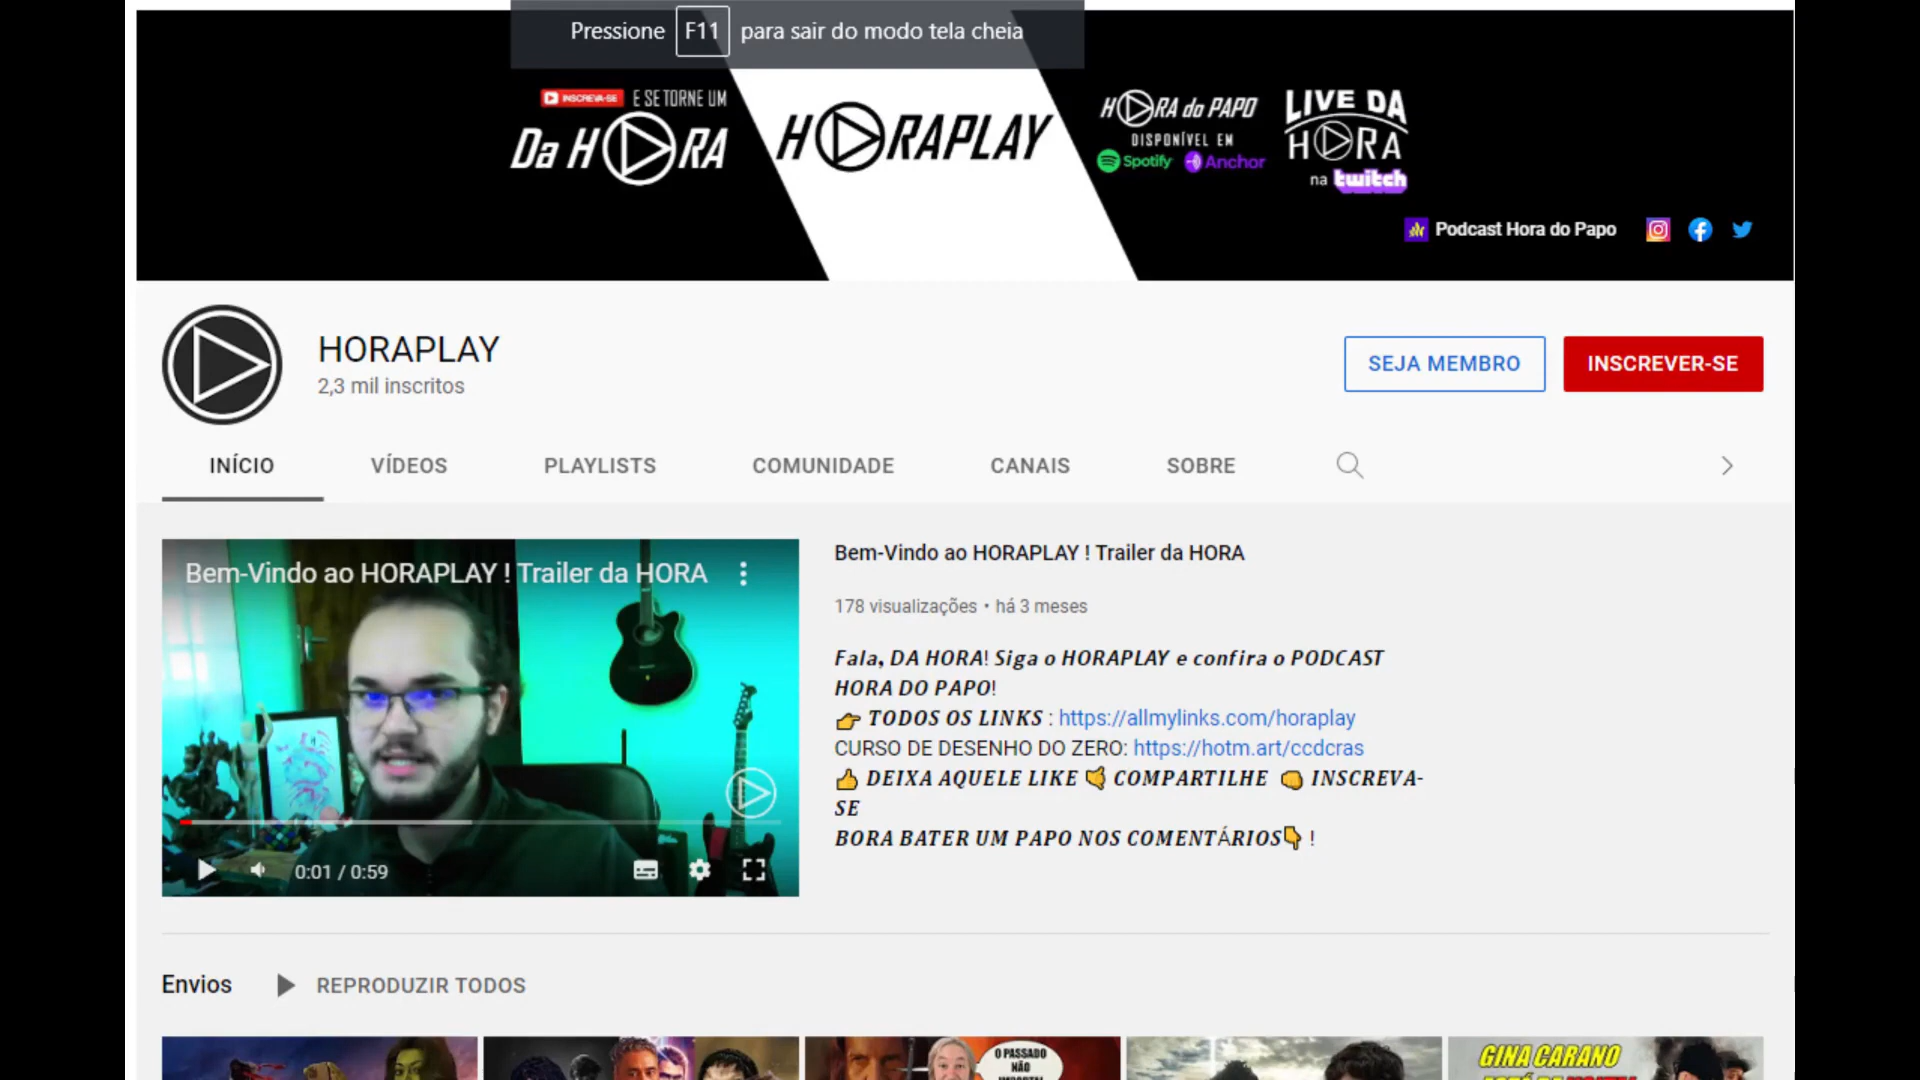 Pressione F11 para sair do modo tela cheia
INSCREVA-SE E SE TORNE UM
Da HORA
HORAPLAY
HORA do PAPO
DISPONÍVEL EM
Spotify Anchor
LIVE DA
HORA
na twitch
Podcast Hora do Papo
HORAPLAY
2,3 mil inscritos
SEJA MEMBRO
INSCREVER-SE
INÍCIO VÍDEOS PLAYLISTS COMUNIDADE CANAIS SOBRE
Bem-Vindo ao HORAPLAY ! Trailer da HORA
0:01 / 0:59
Bem-Vindo ao HORAPLAY ! Trailer da HORA
178 visualizações • há 3 meses
Fala, DA HORA! Siga o HORAPLAY e confira o PODCAST
HORA DO PAPO!
👉 TODOS OS LINKS : https://allmylinks.com/horaplay
CURSO DE DESENHO DO ZERO: https://hotm.art/ccdcras
👍 DEIXA AQUELE LIKE 🤙 COMPARTILHE 👊 INSCREVA-
SE
BORA BATER UM PAPO NOS COMENTÁRIOS👇 !
Envios REPRODUZIR TODOS
O PASSADO
NÃO
GINA CARANO